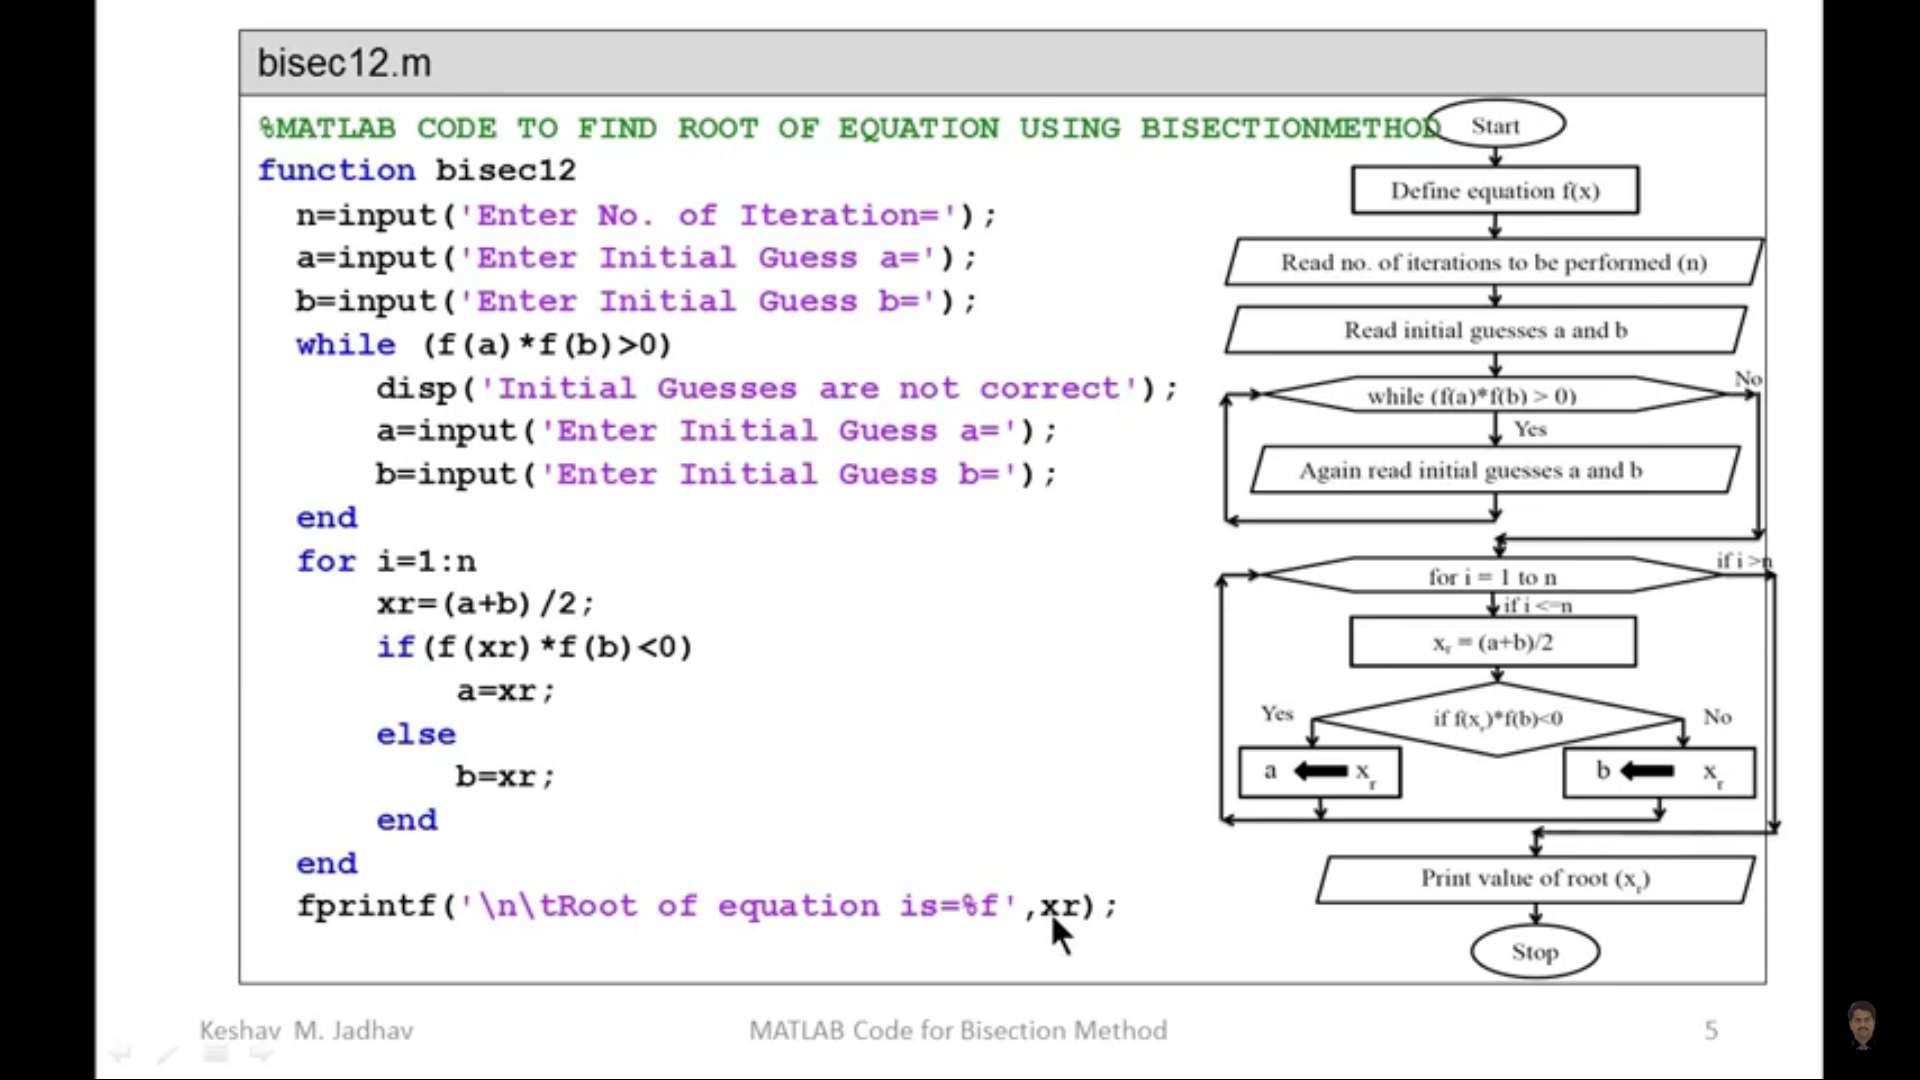 bisec12.m
%MATLAB CODE TO FIND ROOT OF EQUATION USING BISECTIONMETHOD
function bisec12
n=input('Enter No. of Iteration=');
a=input('Enter Initial Guess a=');
b=input('Enter Initial Guess b=');
while (f(a)*f(b)>0)
disp('Initial Guesses are not correct');
a=input('Enter Initial Guess a=');
b=input('Enter Initial Guess b=');
end
for i=1:n
xr=(a+b)/2;
if(f(xr)*f(b)<0)
a=xr;
else
b=xr;
end
end
fprintf('\n\tRoot of equation is=%f',xr);
Start
Define equation f(x)
Read no. of iterations to be performed (n)
Read initial guesses a and b
while (f(a)*f(b) > 0)
No
Yes
Again read initial guesses a and b
for i = 1 to n
if i >n
if i <=n
xr = (a+b)/2
if f(xr)*f(b)<0
Yes
No
a xr
b xr
Print value of root (xr)
Stop
Keshav M. Jadhav
MATLAB Code for Bisection Method
5